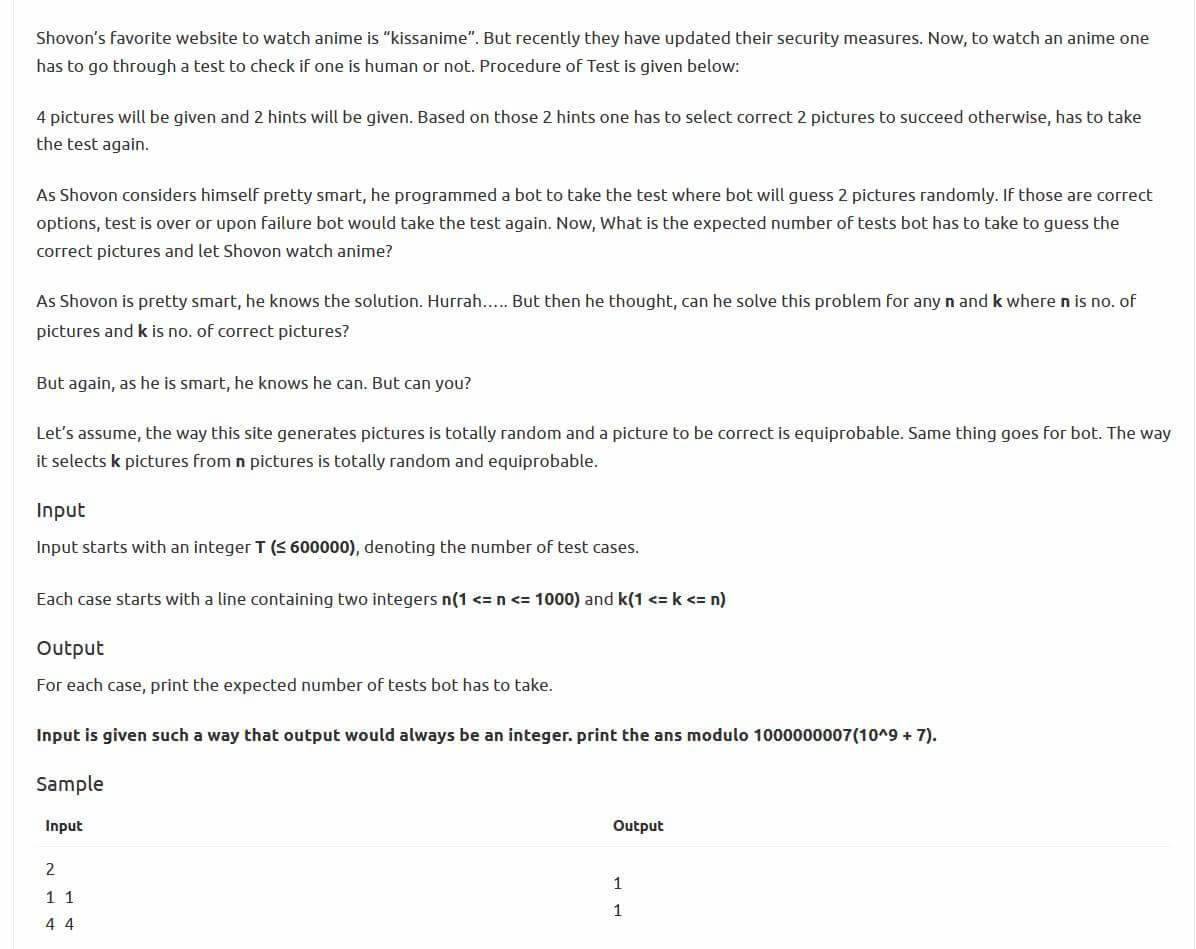 Shovon's favorite website to watch anime is “kissanime”. But recently they have updated their security measures. Now, to watch an anime one
has to go through a test to check if one is human or not. Procedure of Test is given below:
4 pictures will be given and 2 hints will be given. Based on those 2 hints one has to select correct 2 pictures to succeed otherwise, has to take
the test again.
As Shovon considers himself pretty smart, he programmed a bot to take the test where bot will guess 2 pictures randomly. If those are correct
options, test is over or upon failure bot would take the test again. Now, What is the expected number of tests bot has to take to guess the
correct pictures and let Shovon watch anime?
As Shovon is pretty smart, he knows the solution. Hurrah..... But then he thought, can he solve this problem for any n and k where n is no. of
pictures and k is no. of correct pictures?
But again, as he is smart, he knows he can. But can you?
Let's assume, the way this site generates pictures is totally random and a picture to be correct is equiprobable. Same thing goes for bot. The way
it selects k pictures from n pictures is totally random and equiprobable.
Input
Input starts with an integer T (≤ 600000), denoting the number of test cases.
Each case starts with a line containing two integers n(1 <= n <= 1000) and k(1 <= k <= n)
Output
For each case, print the expected number of tests bot has to take.
Input is given such a way that output would always be an integer. print the ans modulo 1000000007(10^9 + 7).
Sample
Input Output
2
1 1
4 4
1
1